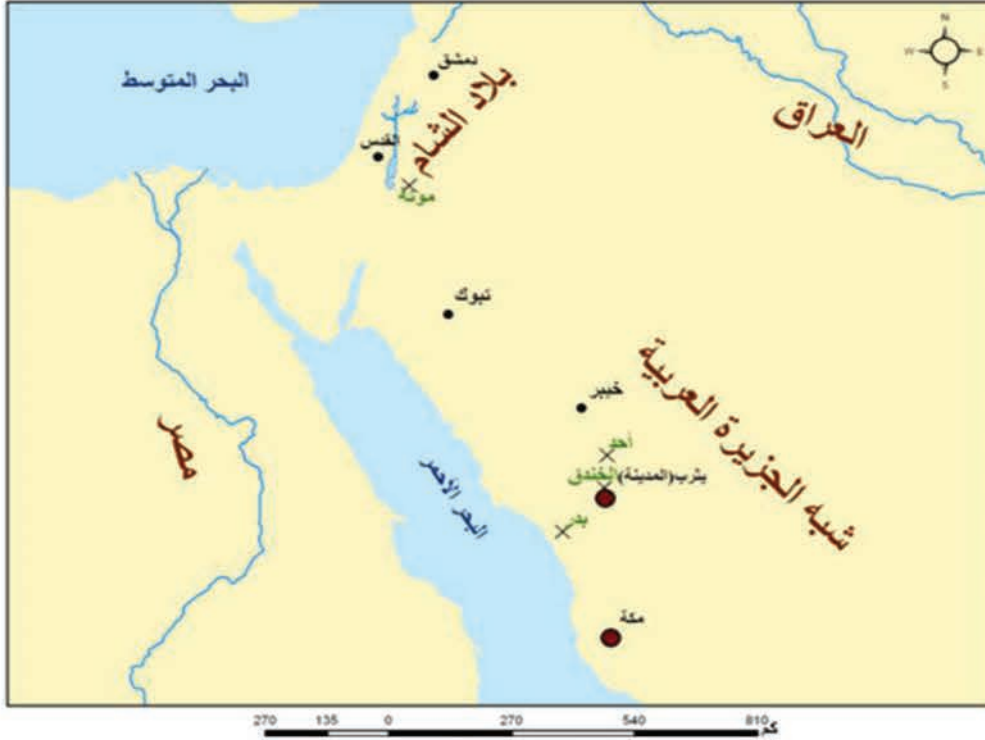 N
W E
S
البحر المتوسط
دمشق
بلاد الشام
العراق
القدس
مؤتة
تبوك
خيبر
شبه الجزيرة العربية
أحد
يثرب(المدينة)
الخندق
بدر
مصر
البحر الأحمر
مكة
270 135 0 270 540 810
كم